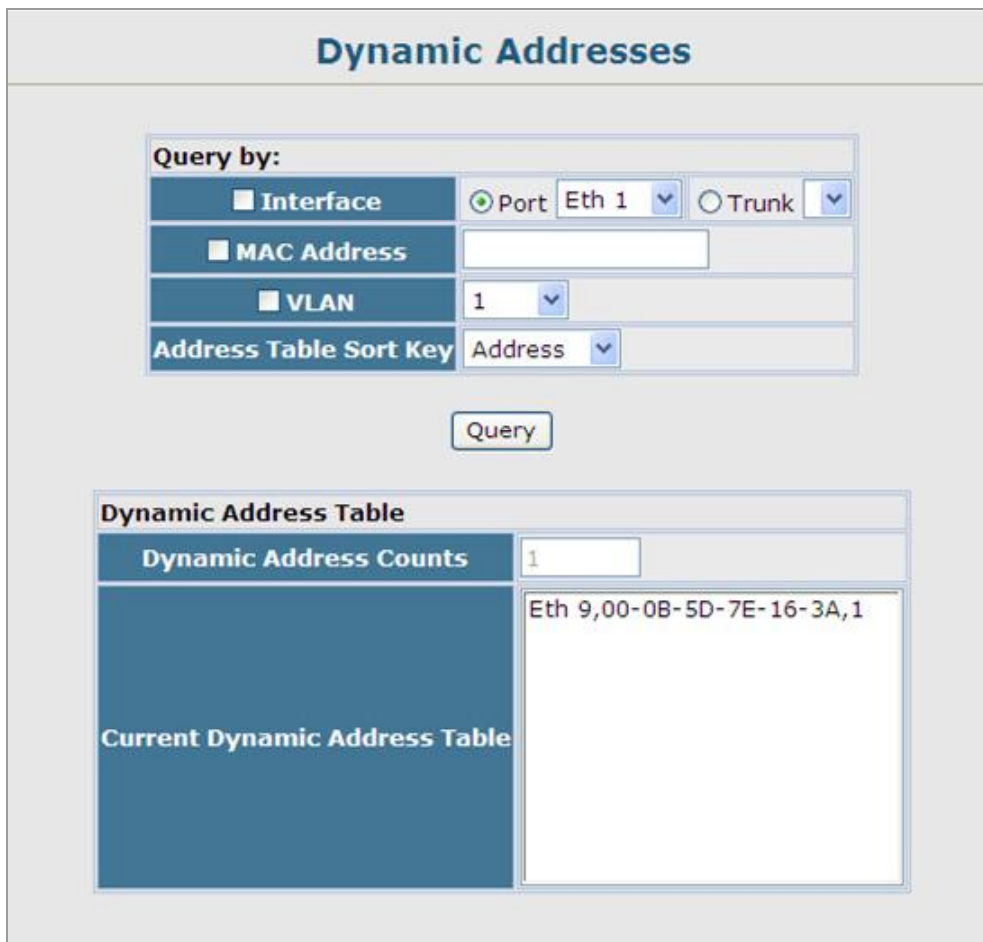 Dynamic Addresses
Query by:
Interface Port Eth 1 Trunk
MAC Address
VLAN 1
Address Table Sort Key Address
Query
Dynamic Address Table
Dynamic Address Counts 1
Eth 9,00-0B-5D-7E-16-3A,1
Current Dynamic Address Table